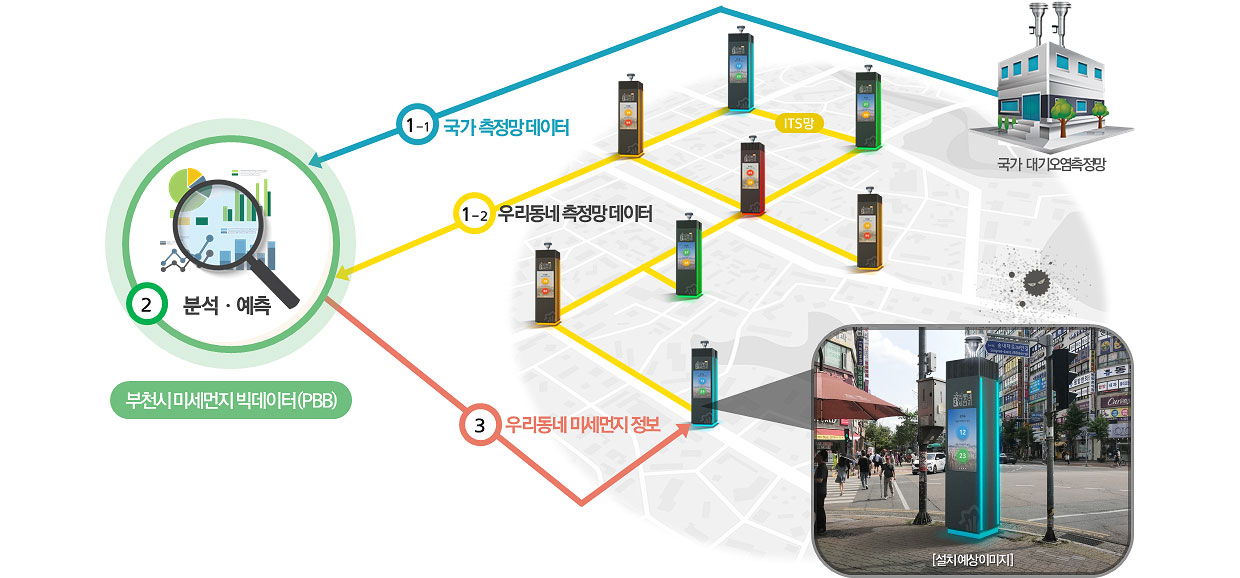 국가 대기오염측정망
1-1 국가 측정망 데이터
ITS망
1-2 우리동네 측정망 데이터
2 분석 · 예측
부천시 미세먼지 빅데이터(PBB)
3 우리동네 미세먼지 정보
12
23
[설치 예상이미지]